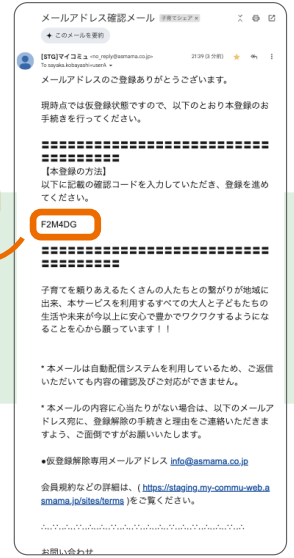 メールアドレス確認メール 子育てシェア ×
このメールを要約
[STG]マイコミュ <no_reply@asmama.co.jp> 21:39 (3 分前)
To sayaka.kobayashi+userA
メールアドレスのご登録ありがとうございます。
現時点では仮登録状態ですので、以下のとおり本登録のお
手続きを行ってください。
==========================
=========
【本登録の方法】
以下に記載の確認コードを入力していただき、登録を進め
てください。
F2M4DG
==========================
=========
子育てを頼りあえるたくさんの人たちとの繋がりが地域に
出来、本サービスを利用するすべての大人と子どもたちの
生活や未来が今以上に安心で豊かでワクワクするようにな
ることを心から願っています！！
* 本メールは自動配信システムを利用しているため、ご返信
いただいても内容の確認及びご対応ができません。
* 本メールの内容に心当たりがない場合は、以下のメールア
ドレス宛に、登録解除の手続きと理由をご連絡いただきま
すよう、ご面倒ですがお願いいたします。
●仮登録解除専用メールアドレス info@asmama.co.jp
会員規約などの詳細は、( https://staging.my-commu-web.a
smama.jp/sites/terms )をご覧ください。
∴‥∵‥∴‥∵‥∴‥∴‥∵‥∴‥∵‥∴‥∴‥∵‥∴
お問い合わせ